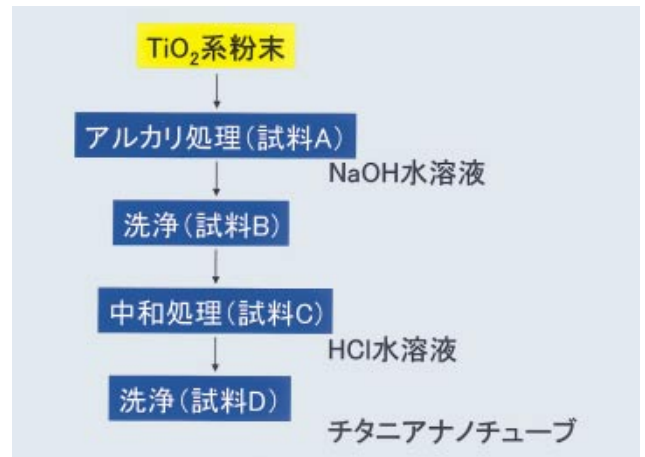 TiO₂系粉末
アルカリ処理(試料A)
NaOH水溶液
洗浄(試料B)
中和処理(試料C)
HCl水溶液
洗浄(試料D)
チタニアナノチューブ